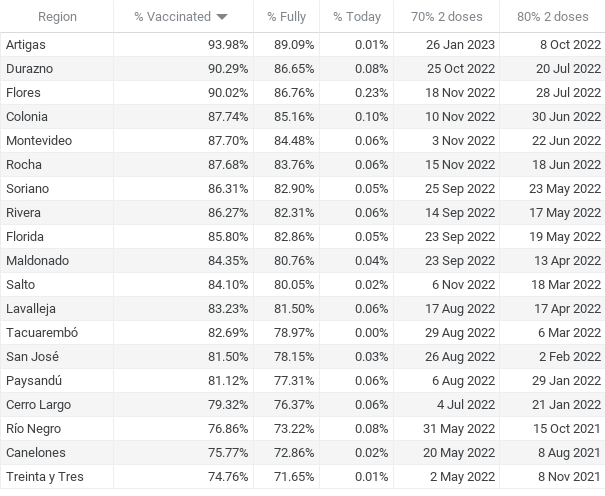 Region % Vaccinated % Fully % Today 70% 2 doses 80% 2 doses
Artigas 93.98% 89.09% 0.01% 26 Jan 2023 8 Oct 2022
Durazno 90.29% 86.65% 0.08% 25 Oct 2022 20 Jul 2022
Flores 90.02% 86.76% 0.23% 18 Nov 2022 28 Jul 2022
Colonia 87.74% 85.16% 0.10% 10 Nov 2022 30 Jun 2022
Montevideo 87.70% 84.48% 0.06% 3 Nov 2022 22 Jun 2022
Rocha 87.68% 83.76% 0.06% 15 Nov 2022 18 Jun 2022
Soriano 86.31% 82.90% 0.05% 25 Sep 2022 23 May 2022
Rivera 86.27% 82.31% 0.06% 14 Sep 2022 17 May 2022
Florida 85.80% 82.86% 0.05% 23 Sep 2022 19 May 2022
Maldonado 84.35% 80.76% 0.04% 23 Sep 2022 13 Apr 2022
Salto 84.10% 80.05% 0.02% 6 Nov 2022 18 Mar 2022
Lavalleja 83.23% 81.50% 0.06% 17 Aug 2022 17 Apr 2022
Tacuarembó 82.69% 78.97% 0.00% 29 Aug 2022 6 Mar 2022
San José 81.50% 78.15% 0.03% 26 Aug 2022 2 Feb 2022
Paysandú 81.12% 77.31% 0.06% 6 Aug 2022 29 Jan 2022
Cerro Largo 79.32% 76.37% 0.06% 4 Jul 2022 21 Jan 2022
Río Negro 76.86% 73.22% 0.08% 31 May 2022 15 Oct 2021
Canelones 75.77% 72.86% 0.02% 20 May 2022 8 Aug 2021
Treinta y Tres 74.76% 71.65% 0.01% 2 May 2022 8 Nov 2021